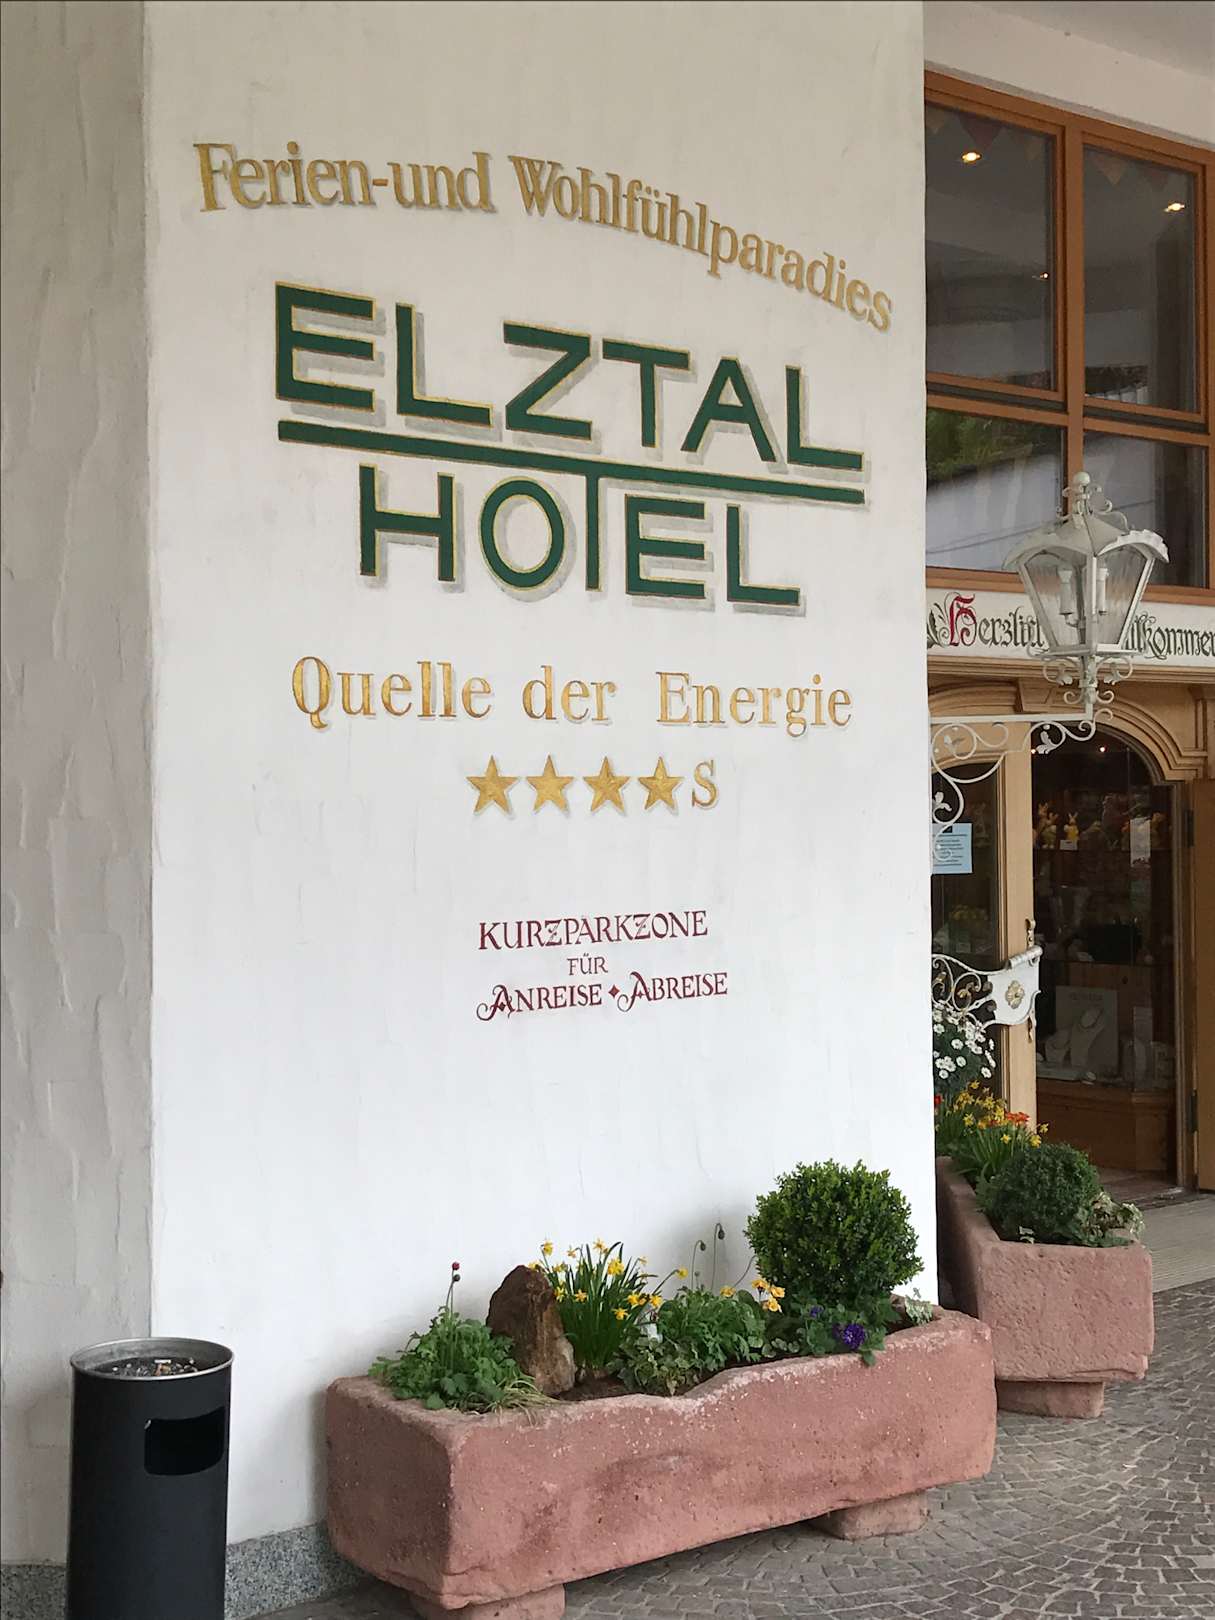 Ferien-und Wohlfühlparadies
ELZTAL
HOTEL
Quelle der Energie
★★★★S
KURZPARKZONE
FÜR
ANREISE ✦ ABREISE